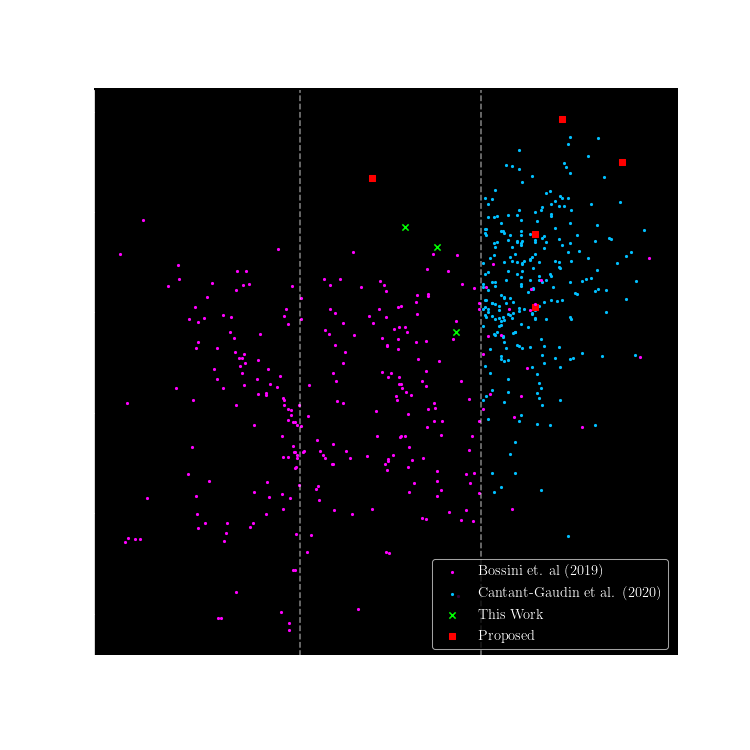 Bossini et. al (2019)
Cantant-Gaudin et al. (2020)
This Work
Proposed